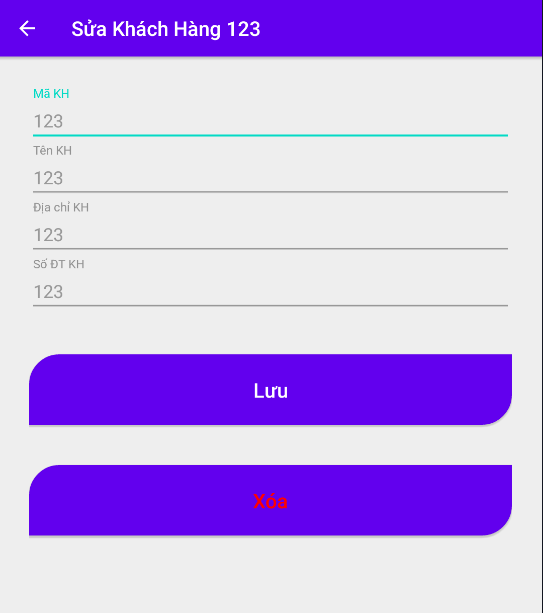 Sửa Khách Hàng 123
Mã KH
123
Tên KH
123
Địa chỉ KH
123
Số ĐT KH
123
Lưu
Xóa